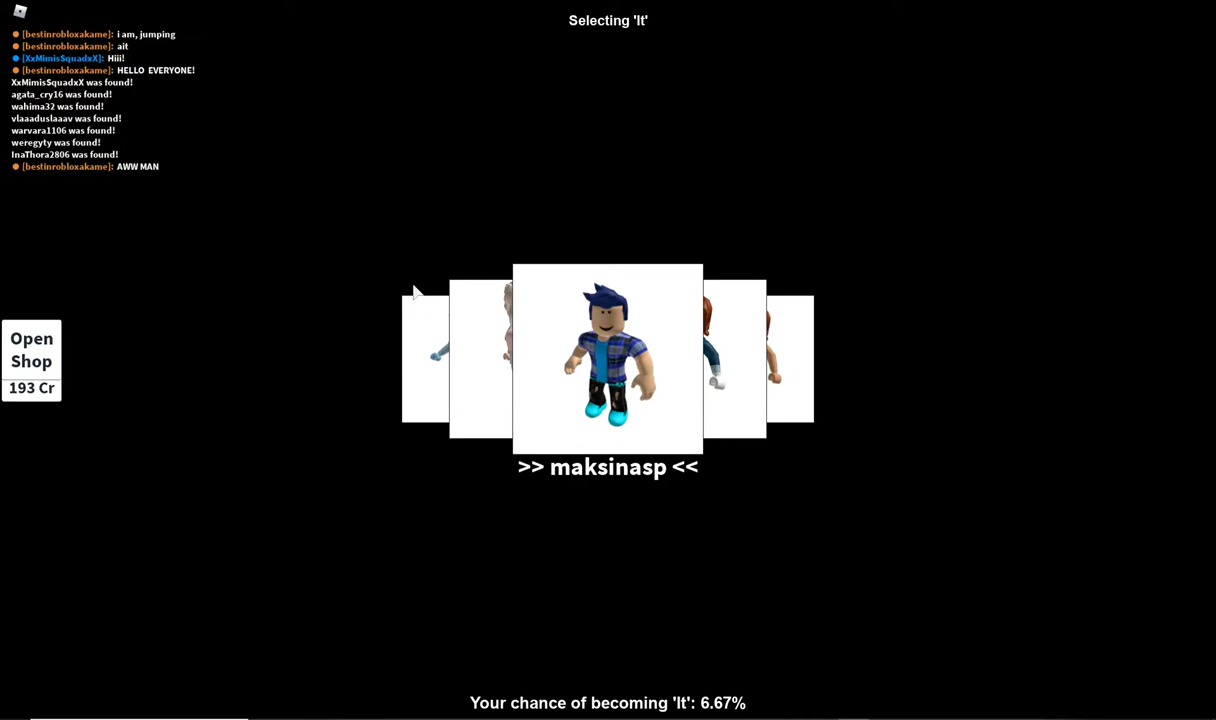 Selecting 'It'
[bestinrobloxakame]: i am, jumping
[bestinrobloxakame]: ait
[XxMimisSquadxX]: Hiii!
[bestinrobloxakame]: HELLO EVERYONE!
XxMimisSquadxX was found!
agata_cry16 was found!
wahima32 was found!
vlaaaduslaaav was found!
warvara1106 was found!
weregyty was found!
InaThora2806 was found!
[bestinrobloxakame]: AWW MAN
Open
Shop
193 Cr
>> maksinasp <<
Your chance of becoming 'It': 6.67%